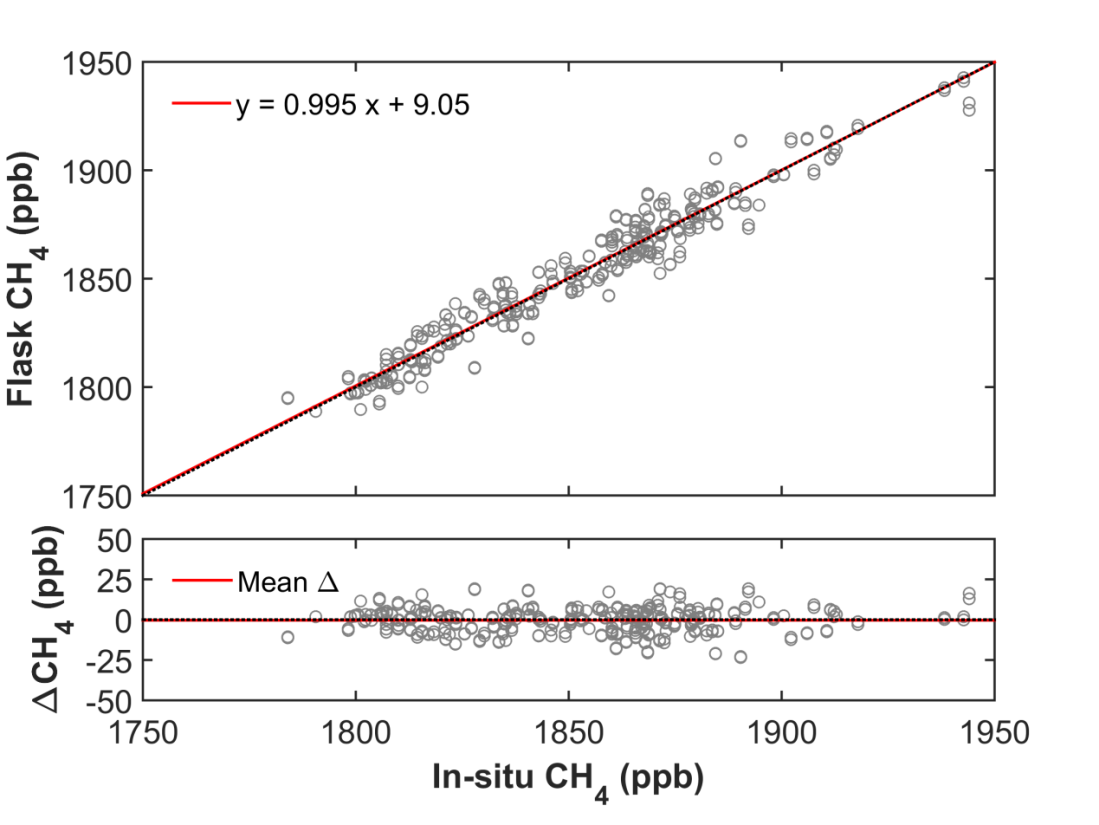 1950
1900
1850
1800
1750
Flask CH4 (ppb)
y = 0.995 x + 9.05
50
25
0
-25
-50
ΔCH4 (ppb)
Mean Δ
1750 1800 1850 1900 1950
In-situ CH4 (ppb)